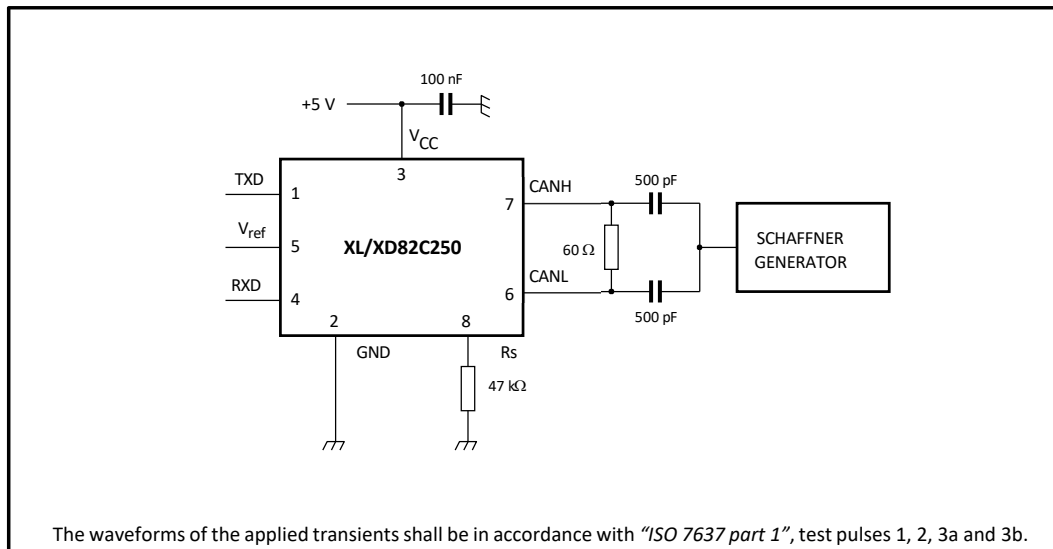 100 nF
+5 V
VCC
3
TXD
1
CANH
7
500 pF
Vref
5
XL/XD82C250
60 Ω
SCHAFFNER
GENERATOR
RXD
4
CANL
6
500 pF
2
8
GND
Rs
47 kΩ
The waveforms of the applied transients shall be in accordance with “ISO 7637 part 1”, test pulses 1, 2, 3a and 3b.